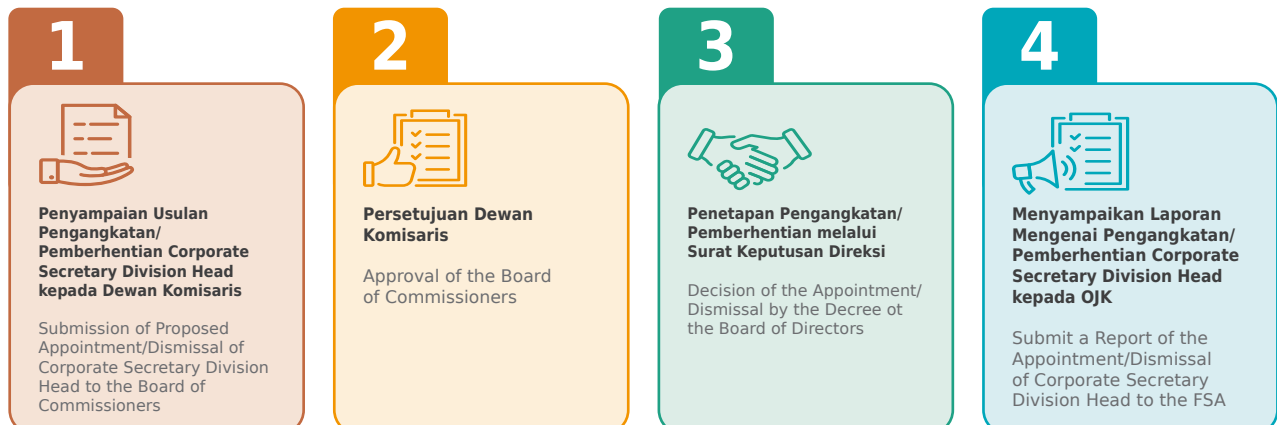 1
Penyampaian Usulan
Pengangkatan/
Pemberhentian Corporate
Secretary Division Head
kepada Dewan Komisaris
Submission of Proposed
Appointment/Dismissal of
Corporate Secretary Division
Head to the Board of
Commissioners
2
Persetujuan Dewan
Komisaris
Approval of the Board
of Commissioners
3
Penetapan Pengangkatan/
Pemberhentian melalui
Surat Keputusan Direksi
Decision of the Appointment/
Dismissal by the Decree ot
the Board of Directors
4
Menyampaikan Laporan
Mengenai Pengangkatan/
Pemberhentian Corporate
Secretary Division Head
kepada OJK
Submit a Report of the
Appointment/Dismissal
of Corporate Secretary
Division Head to the FSA